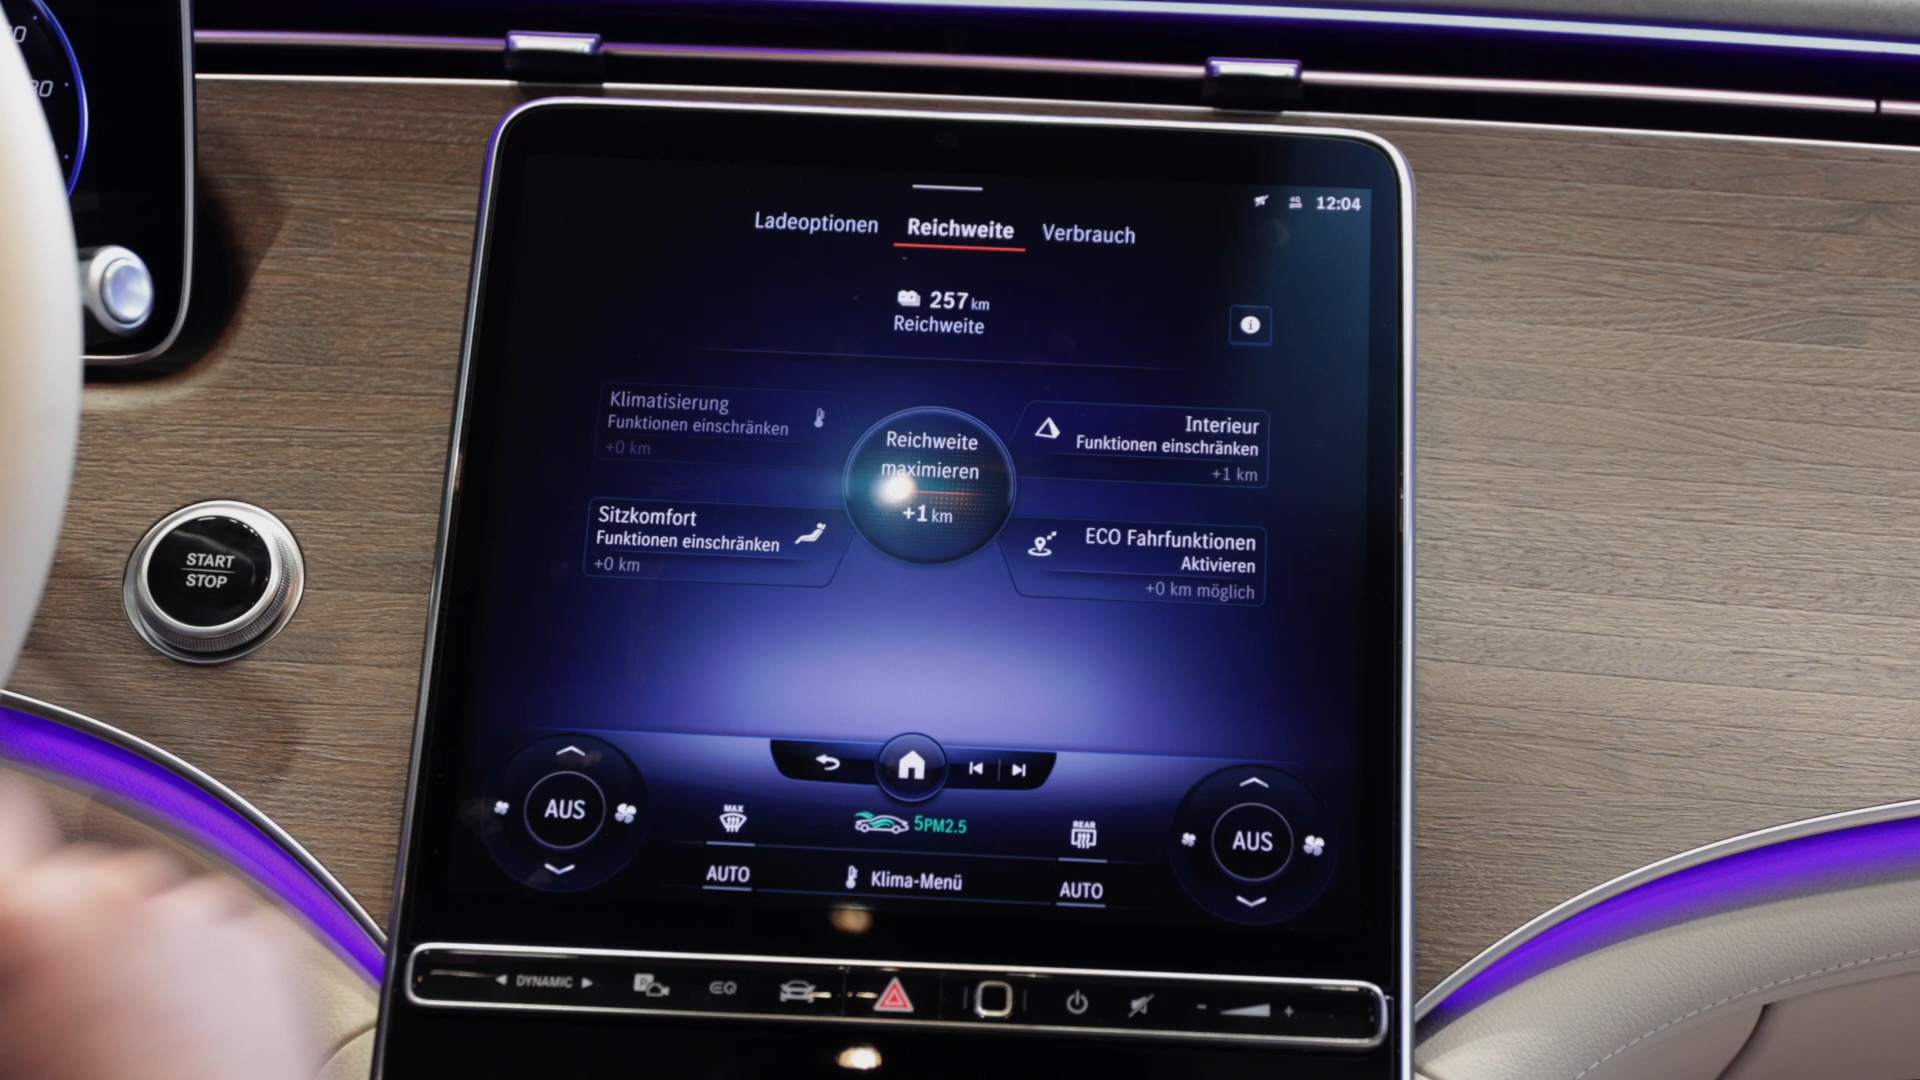 12:04
Ladeoptionen Reichweite Verbrauch
257 km
Reichweite
Klimatisierung
Funktionen einschränken
+0 km
Reichweite
maximieren
+1 km
Interieur
Funktionen einschränken
+1 km
Sitzkomfort
Funktionen einschränken
+0 km
ECO Fahrfunktionen
Aktivieren
+0 km möglich
START
STOP
AUS
MAX
5PM2.5
REAR
AUS
AUTO
Klima-Menü
AUTO
DYNAMIC
EQ